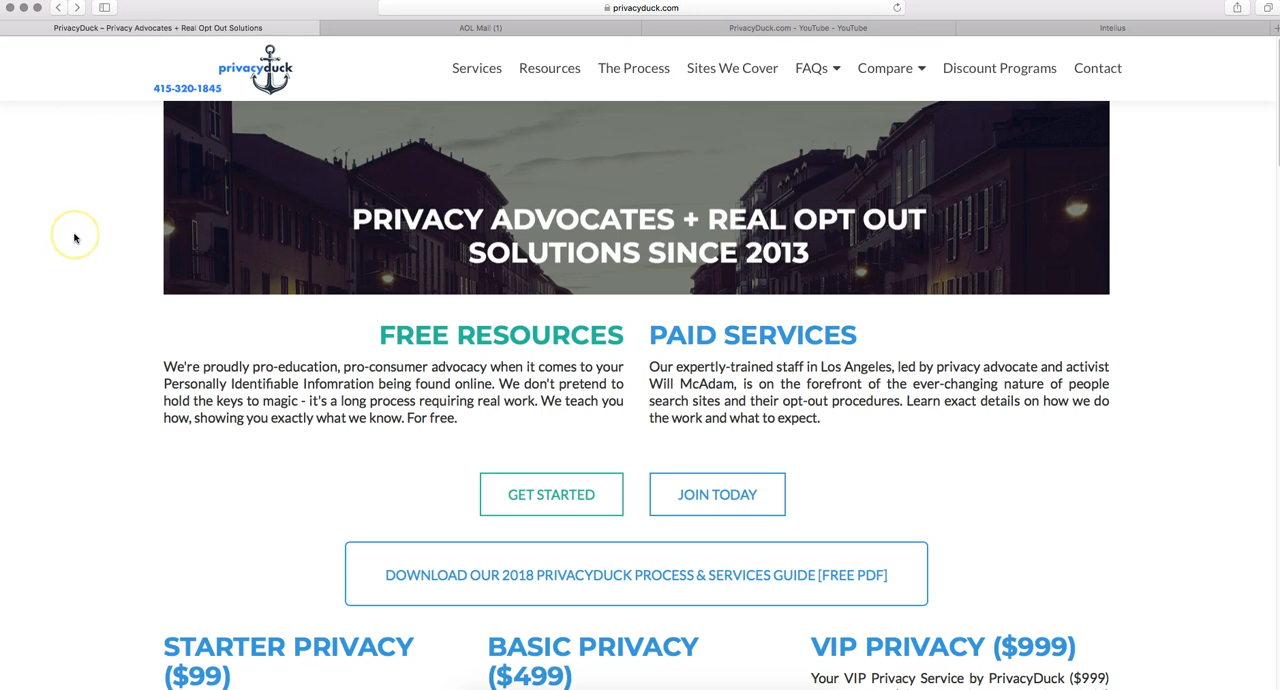 privacyduck.com
PrivacyDuck – Privacy Advocates + Real Opt Out Solutions
AOL Mail (1)
PrivacyDuck.com - YouTube - YouTube
Intelius
privacyduck
415-320-1845
Services
Resources
The Process
Sites We Cover
FAQs
Compare
Discount Programs
Contact
PRIVACY ADVOCATES + REAL OPT OUT
SOLUTIONS SINCE 2013
FREE RESOURCES
We're proudly pro-education, pro-consumer advocacy when it comes to your
Personally Identifiable Infomration being found online. We don't pretend to
hold the keys to magic - it's a long process requiring real work. We teach you
how, showing you exactly what we know. For free.
PAID SERVICES
Our expertly-trained staff in Los Angeles, led by privacy advocate and activist
Will McAdam, is on the forefront of the ever-changing nature of people
search sites and their opt-out procedures. Learn exact details on how we do
the work and what to expect.
GET STARTED
JOIN TODAY
DOWNLOAD OUR 2018 PRIVACYDUCK PROCESS & SERVICES GUIDE [FREE PDF]
STARTER PRIVACY
($99)
BASIC PRIVACY
($499)
VIP PRIVACY ($999)
Your VIP Privacy Service by PrivacyDuck ($999)